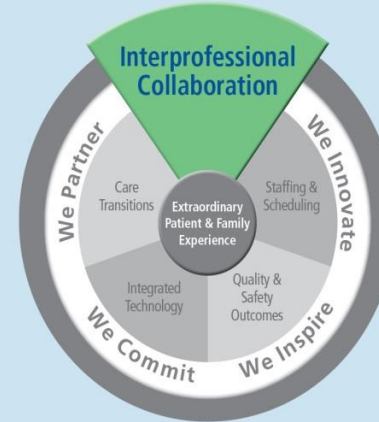 Interprofessional
Collaboration
We Partner
We Innovate
Care
Transitions
Extraordinary
Patient & Family
Experience
Staffing &
Scheduling
Integrated
Technology
Quality &
Safety
Outcomes
We Commit
We Inspire